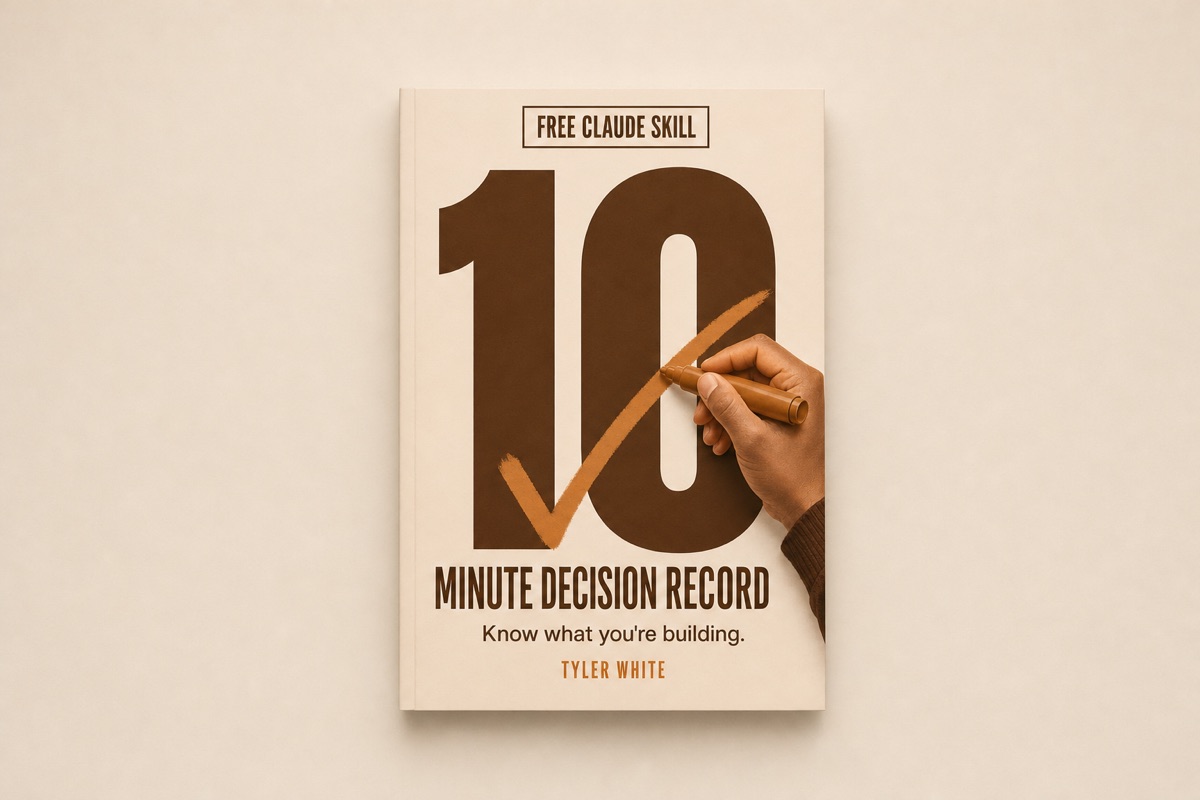 FREE CLAUDE SKILL
10
MINUTE DECISION RECORD
Know what you're building.
TYLER WHITE